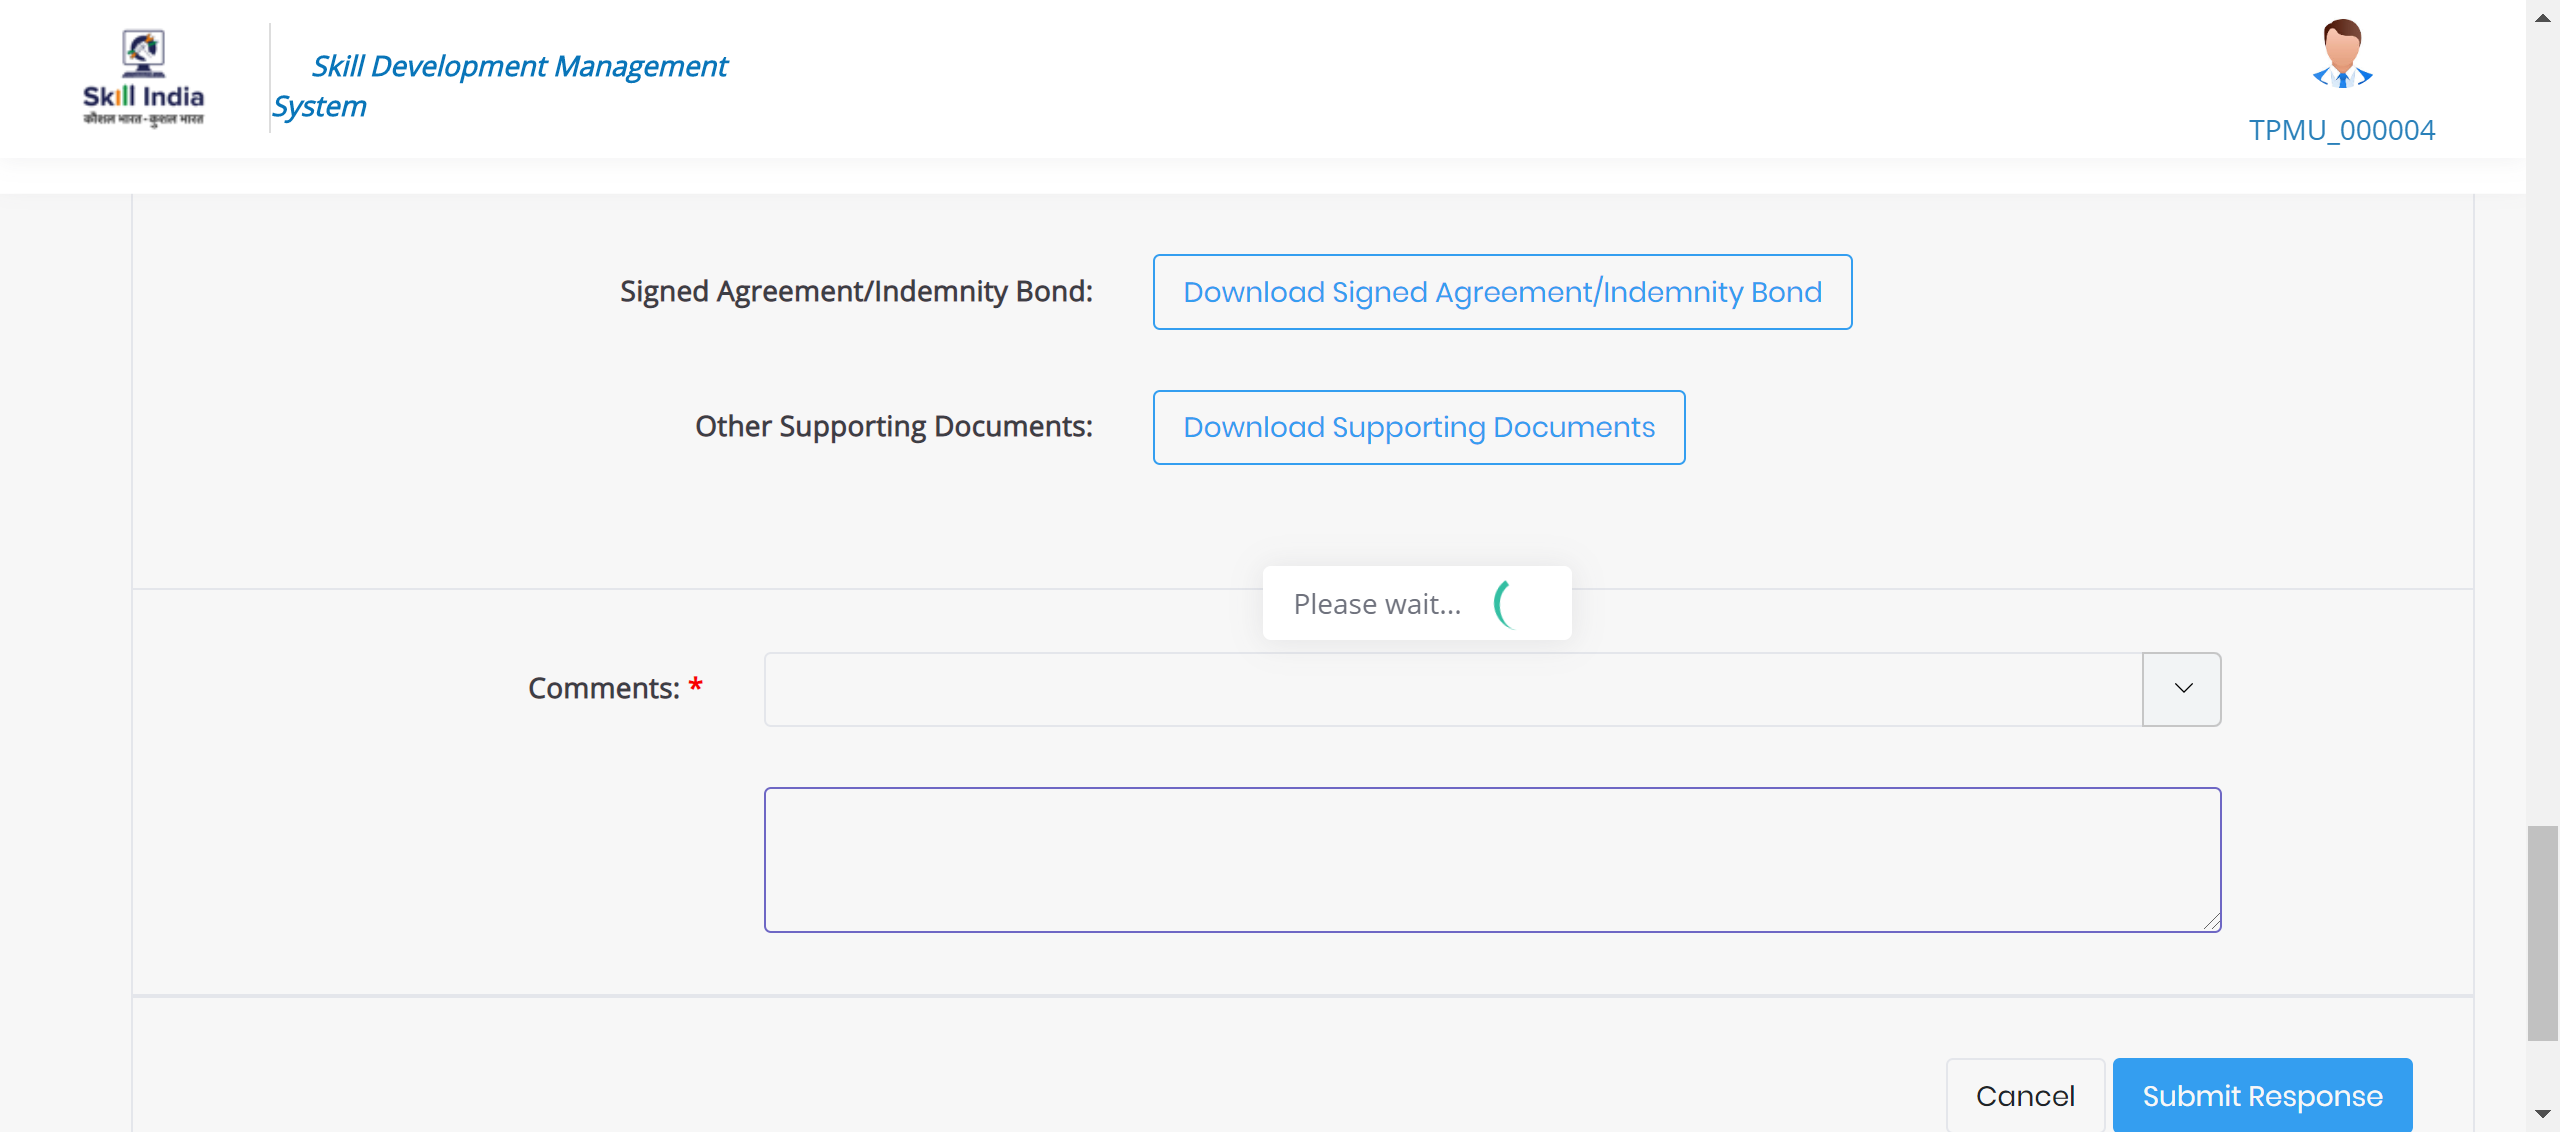 Skill India
कौशल भारत-कुशल भारत
Skill Development Management
System
TPMU_000004
Signed Agreement/Indemnity Bond:
Download Signed Agreement/Indemnity Bond
Other Supporting Documents:
Download Supporting Documents
Please wait...
Comments: *
Cancel
Submit Response